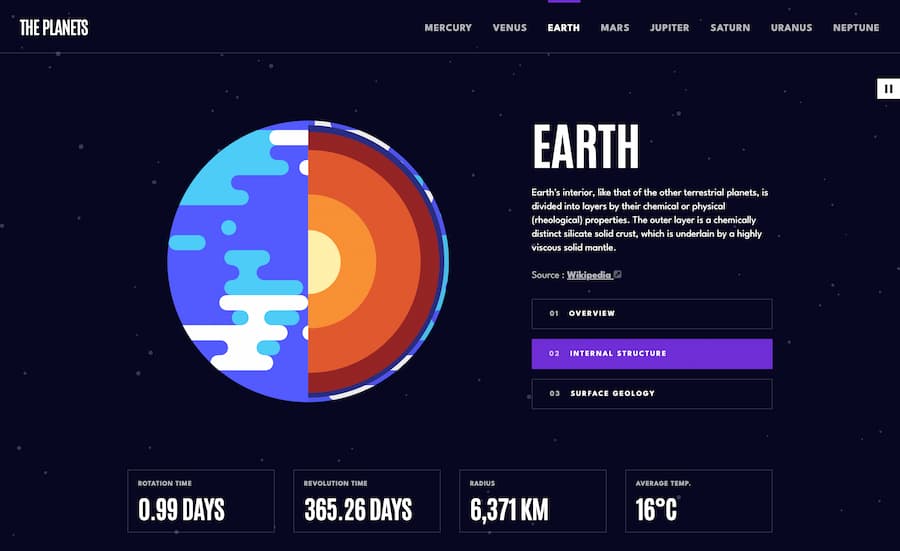 THE PLANETS
MERCURY VENUS EARTH MARS JUPITER SATURN URANUS NEPTUNE
EARTH
Earth's interior, like that of the other terrestrial planets, is
divided into layers by their chemical or physical
(rheological) properties. The outer layer is a chemically
distinct silicate solid crust, which is underlain by a highly
viscous solid mantle.
Source : Wikipedia
01 OVERVIEW
02 INTERNAL STRUCTURE
03 SURFACE GEOLOGY
ROTATION TIME
0.99 DAYS
REVOLUTION TIME
365.26 DAYS
RADIUS
6,371 KM
AVERAGE TEMP.
16°C